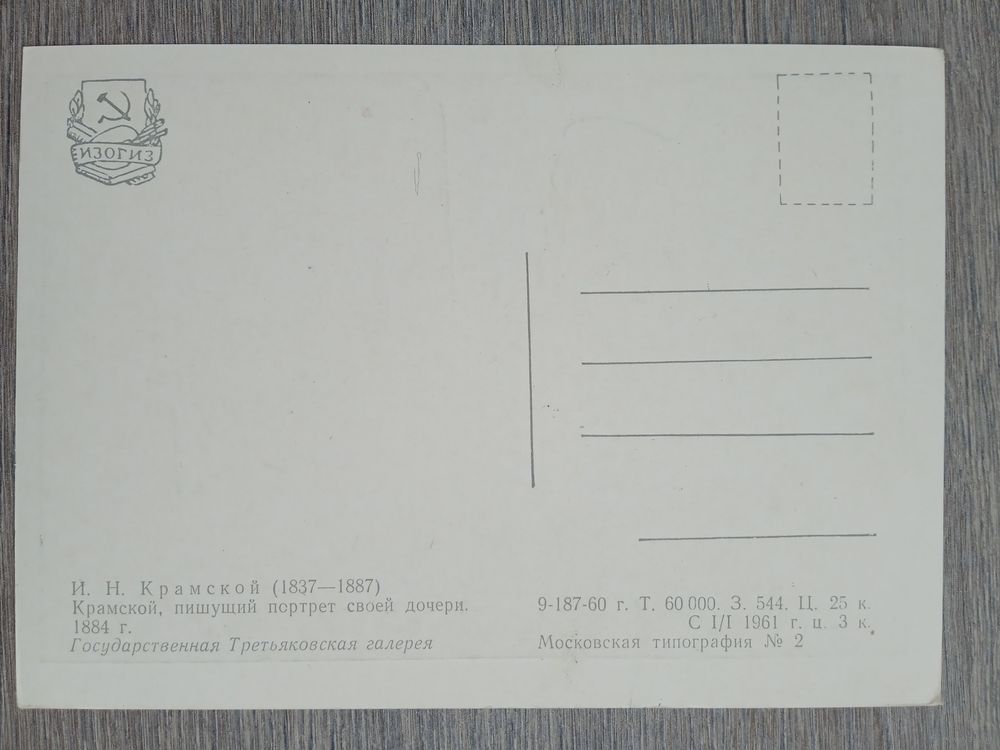 ИЗОГИЗ
И. Н. Крамской (1837—1887)
Крамской, пишущий портрет своей дочери.
1884 г.
Государственная Третьяковская галерея
9-187-60 г. Т. 60 000. З. 544. Ц. 25 к.
С I/I 1961 г. ц. 3 к.
Московская типография № 2